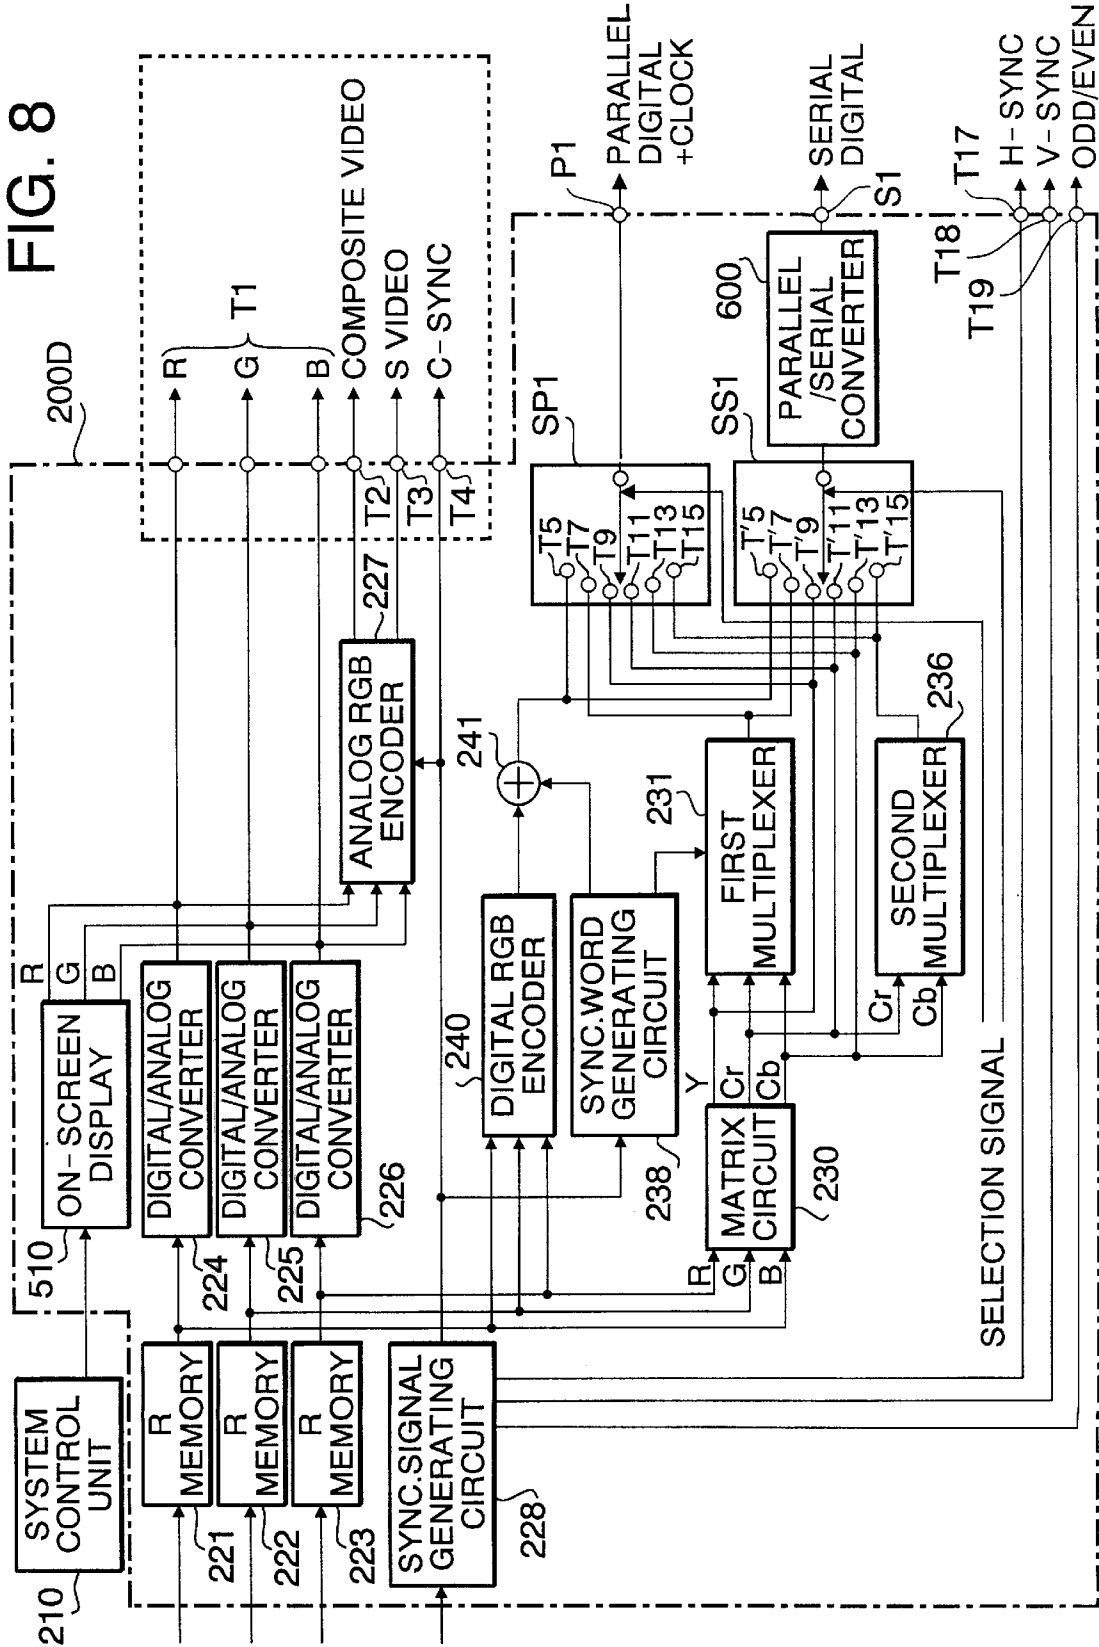 FIG. 8
200D
R
G
B
T1
COMPOSITE VIDEO
S VIDEO
C-SYNC
T2
T3
T4
SYSTEM
CONTROL
UNIT
210
ON-SCREEN
DISPLAY
510
R
G
B
R
MEMORY
221
R
MEMORY
222
R
MEMORY
223
DIGITAL/ANALOG
CONVERTER
224
DIGITAL/ANALOG
CONVERTER
225
DIGITAL/ANALOG
CONVERTER
226
ANALOG RGB
ENCODER
227
SYNC.SIGNAL
GENERATING
CIRCUIT
228
DIGITAL RGB
ENCODER
240
241
SYNC.WORD
GENERATING
CIRCUIT
238
R
G
B
MATRIX
CIRCUIT
230
Y
Cr
Cb
FIRST
MULTIPLEXER
231
Cr
Cb
SECOND
MULTIPLEXER
236
SP1
T5
T7
T9
T11
T13
T15
SS1
T'5
T'7
T'9
T'11
T'13
T'15
PARALLEL
/SERIAL
CONVERTER
600
P1
PARALLEL
DIGITAL
+CLOCK
S1
SERIAL
DIGITAL
SELECTION SIGNAL
T17
T18
T19
H-SYNC
V-SYNC
ODD/EVEN